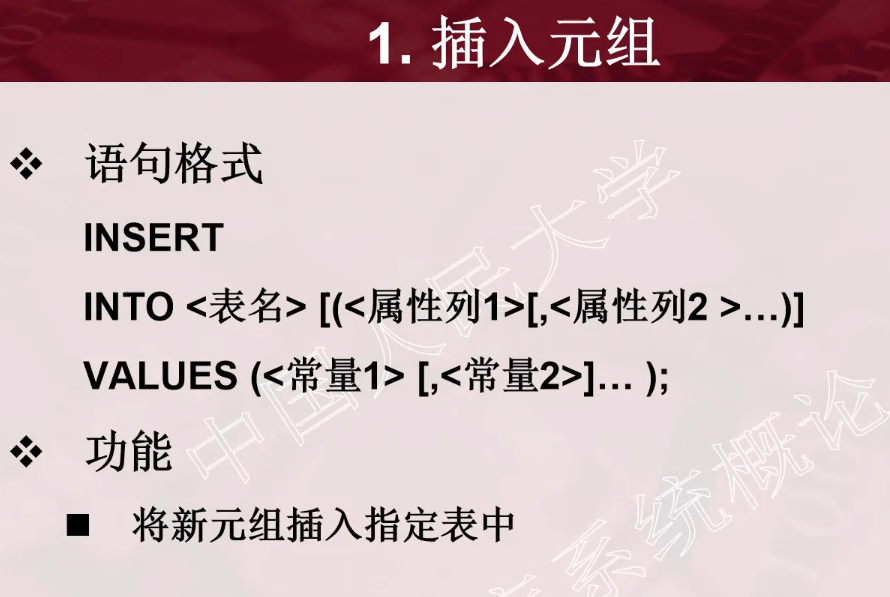 1. 插入元组
❖ 语句格式
INSERT
INTO <表名> [(<属性列1>[,<属性列2 >…)]
VALUES (<常量1> [,<常量2>]… );
❖ 功能
■ 将新元组插入指定表中
中国人民大学
系统概论